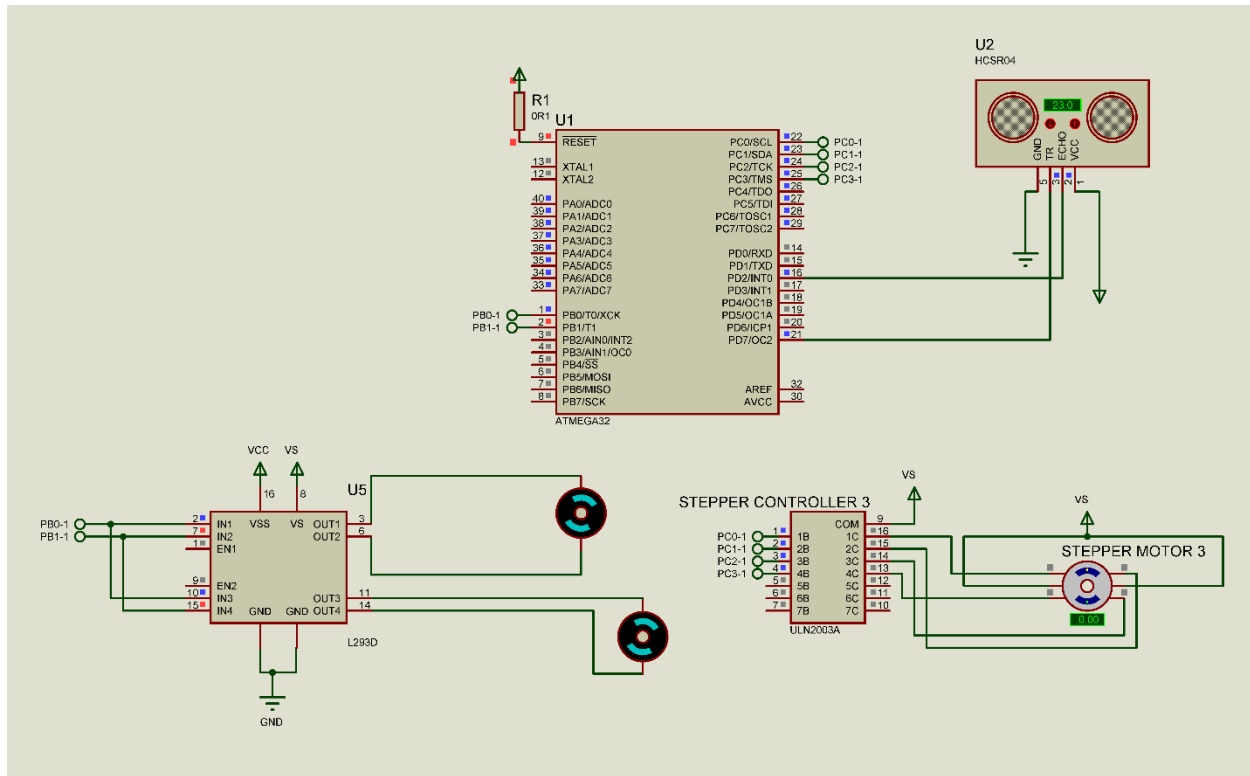 U2
HCSR04
23.0
GND
TR
ECHO
VCC
5
3
2
1
R1
0R1
U1
9 RESET
13 XTAL1
12 XTAL2
40 PA0/ADC0
39 PA1/ADC1
38 PA2/ADC2
37 PA3/ADC3
36 PA4/ADC4
35 PA5/ADC5
34 PA6/ADC6
33 PA7/ADC7
PB0-1 1 PB0/T0/XCK
PB1-1 2 PB1/T1
3 PB2/AIN0/INT2
4 PB3/AIN1/OC0
5 PB4/SS
6 PB5/MOSI
7 PB6/MISO
8 PB7/SCK
PC0/SCL 22 PC0-1
PC1/SDA 23 PC1-1
PC2/TCK 24 PC2-1
PC3/TMS 25 PC3-1
PC4/TDO 26
PC5/TDI 27
PC6/TOSC1 28
PC7/TOSC2 29
PD0/RXD 14
PD1/TXD 15
PD2/INT0 16
PD3/INT1 17
PD4/OC1B 18
PD5/OC1A 19
PD6/ICP1 20
PD7/OC2 21
AREF 32
AVCC 30
ATMEGA32
VCC VS
16 8
U5
PB0-1 2 IN1 VSS VS OUT1 3
PB1-1 7 IN2 OUT2 6
1 EN1
9 EN2
10 IN3 OUT3 11
15 IN4 GND GND OUT4 14
L293D
GND
STEPPER CONTROLLER 3
VS
COM 9
PC0-1 1 1B 1C 16
PC1-1 2 2B 2C 15
PC2-1 3 3B 3C 14
PC3-1 4 4B 4C 13
5 5B 5C 12
6 6B 6C 11
7 7B 7C 10
ULN2003A
VS
STEPPER MOTOR 3
0.00